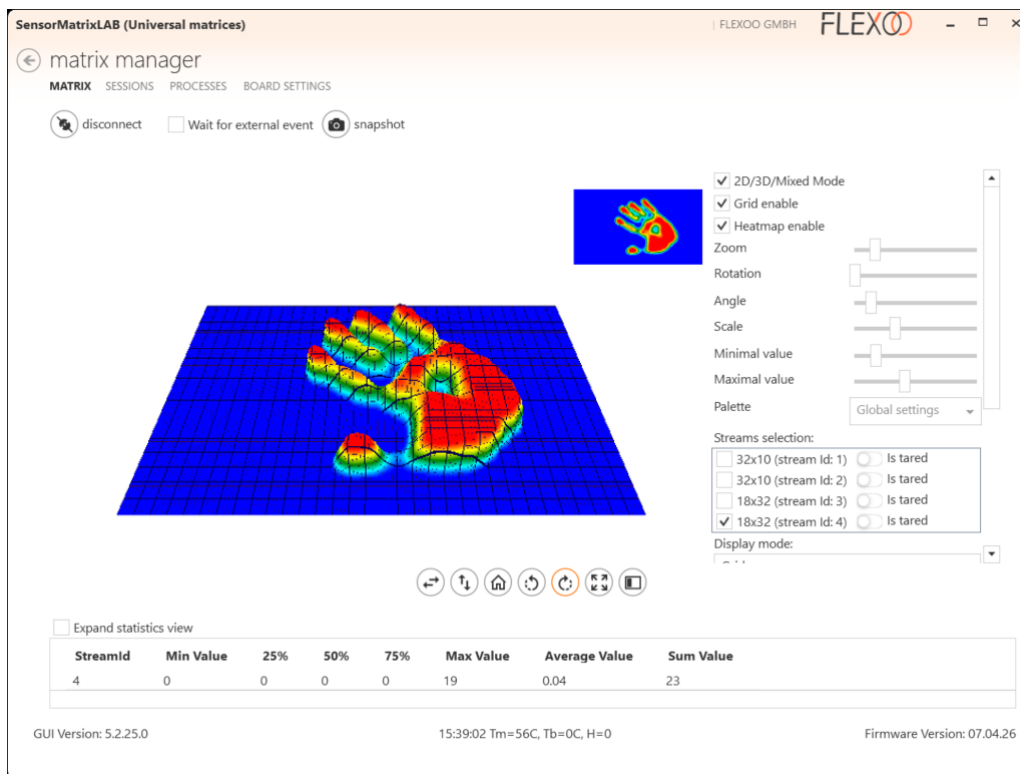 SensorMatrixLAB (Universal matrices)
| FLEXOO GMBH FLEXOO
matrix manager
MATRIX SESSIONS PROCESSES BOARD SETTINGS
disconnect Wait for external event snapshot
2D/3D/Mixed Mode
Grid enable
Heatmap enable
Zoom
Rotation
Angle
Scale
Minimal value
Maximal value
Palette Global settings
Streams selection:
32x10 (stream Id: 1) Is tared
32x10 (stream Id: 2) Is tared
18x32 (stream Id: 3) Is tared
18x32 (stream Id: 4) Is tared
Display mode:
Expand statistics view
StreamId Min Value 25% 50% 75% Max Value Average Value Sum Value
4 0 0 0 0 19 0.04 23
GUI Version: 5.2.25.0 15:39:02 Tm=56C, Tb=0C, H=0 Firmware Version: 07.04.26